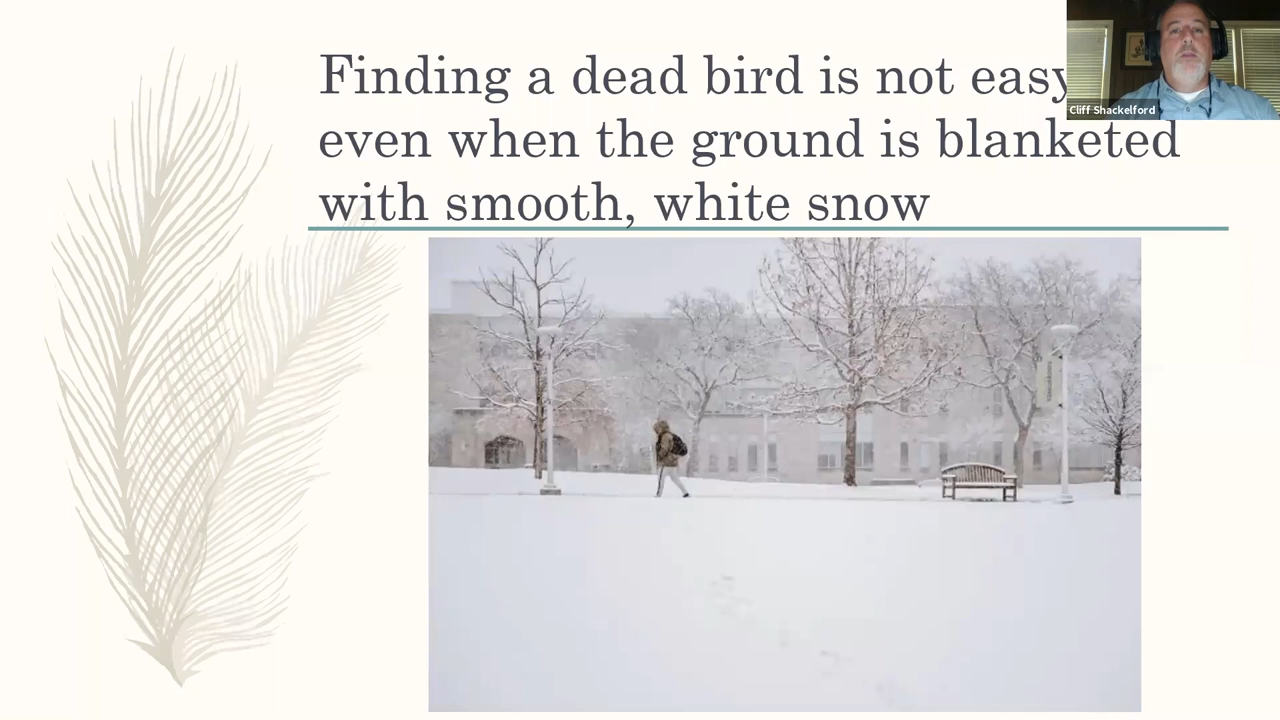 Finding a dead bird is not easy
even when the ground is blanketed
with smooth, white snow
Cliff Shackelford